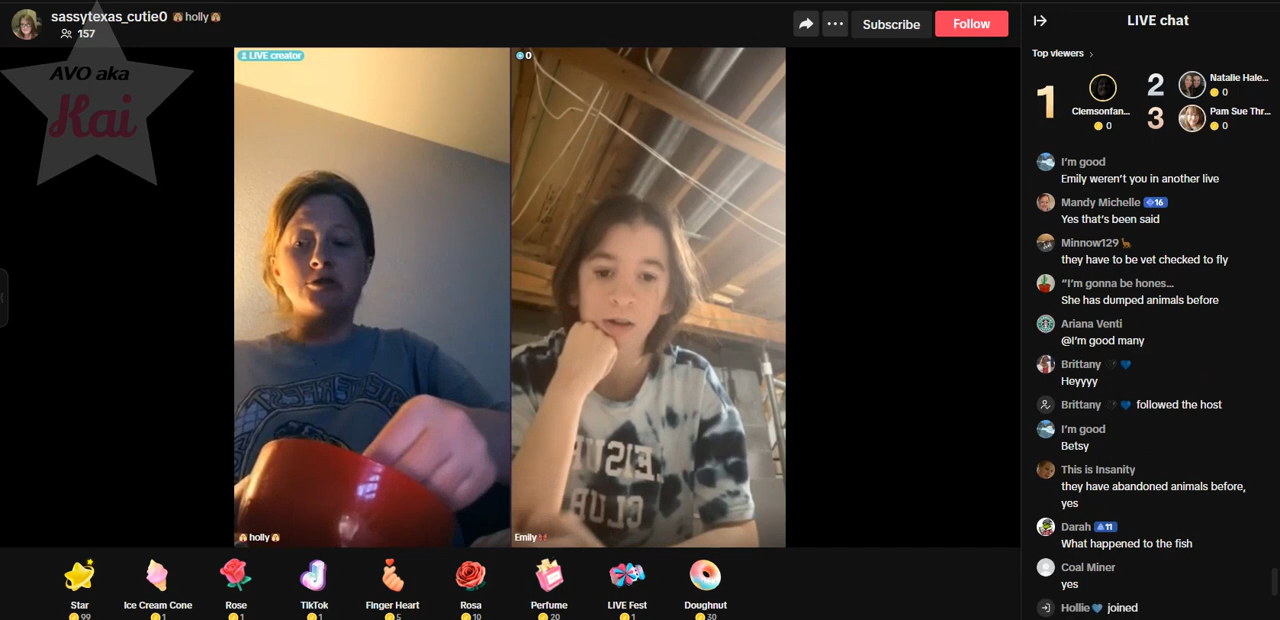 sassytexas_cutie0 🙈holly🙈
157
Subscribe
Follow
AVO aka
Kai
LIVE creator
0
holly
Emily
LEISURE
CLUB
Star
99
Ice Cream Cone
1
Rose
1
TikTok
1
Finger Heart
5
Rosa
10
Perfume
20
LIVE Fest
1
Doughnut
30
LIVE chat
Top viewers
1
Clemsonfan...
0
2
Natalie Hale...
0
3
Pam Sue Thr...
0
I'm good
Emily weren't you in another live
Mandy Michelle 16
Yes that's been said
Minnow129
they have to be vet checked to fly
"I'm gonna be hones...
She has dumped animals before
Ariana Venti
@I'm good many
Brittany
Heyyyy
Brittany followed the host
I'm good
Betsy
This is Insanity
they have abandoned animals before,
yes
Darah 11
What happened to the fish
Coal Miner
yes
Hollie joined